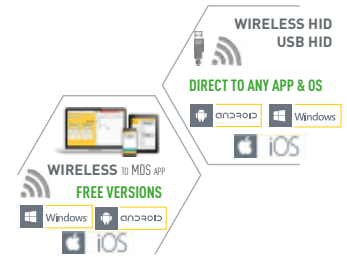 WIRELESS HID
USB HID
DIRECT TO ANY APP & OS
android Windows
iOS
WIRELESS TO MDS APP
FREE VERSIONS
Windows android
iOS